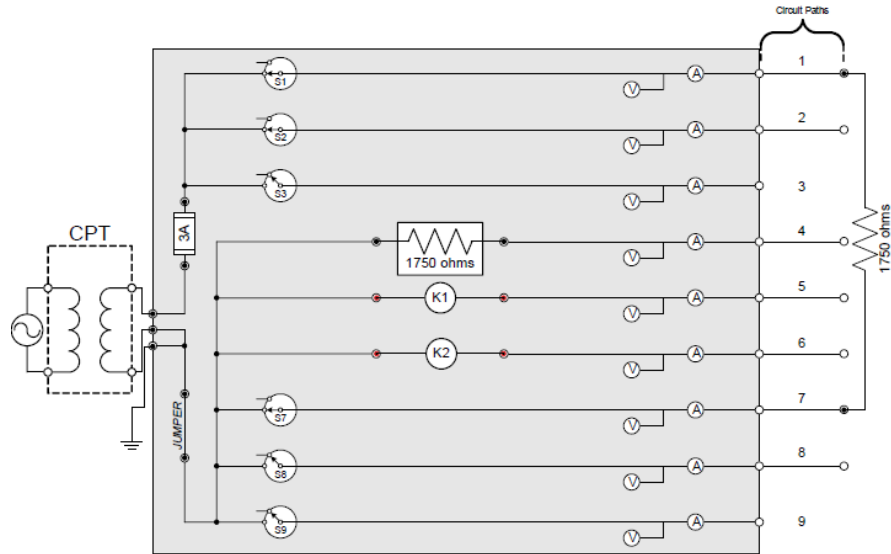 Circuit Paths
S1
V
A
1
S2
V
A
2
S3
V
A
3
CPT
3A
1750 ohms
V
A
4
1750 ohms
K1
V
A
5
K2
V
A
6
JUMPER
S7
V
A
7
S8
V
A
8
S9
V
A
9